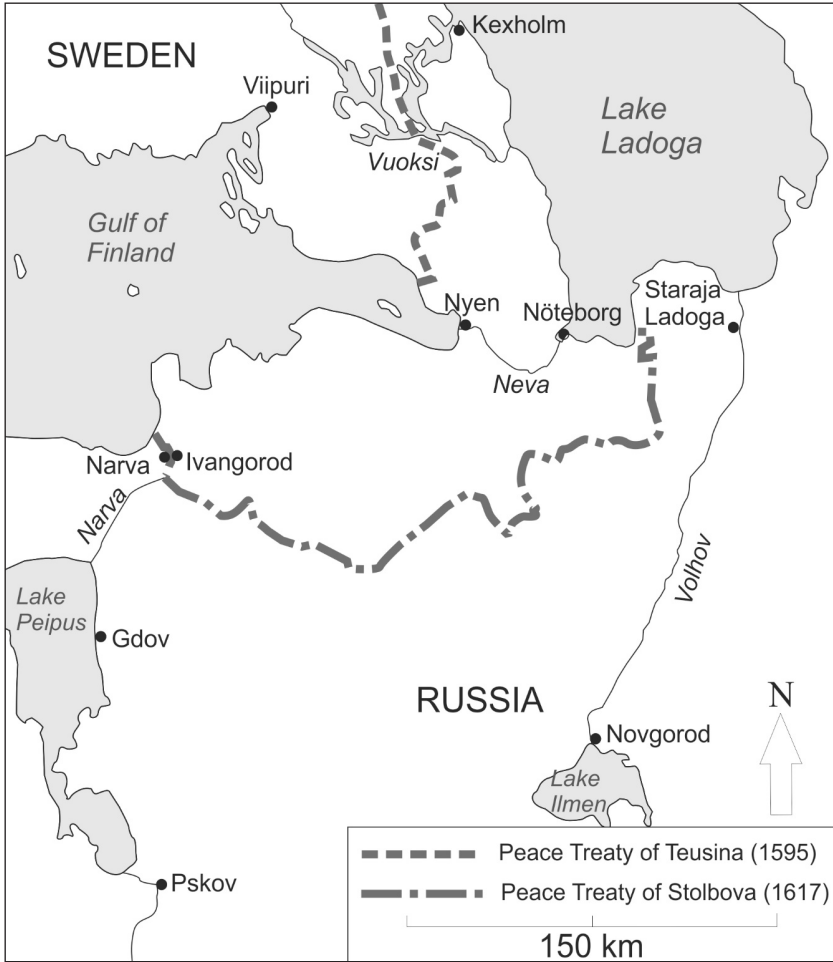 Kexholm
SWEDEN
Viipuri
Lake
Ladoga
Vuoksi
Gulf of
Finland
Nyen
Nöteborg
Staraja
Ladoga
Neva
Narva
Ivangorod
Narva
Volhov
Lake
Peipus
Gdov
RUSSIA
N
Novgorod
Lake
Ilmen
Peace Treaty of Teusina (1595)
Peace Treaty of Stolbova (1617)
Pskov
150 km